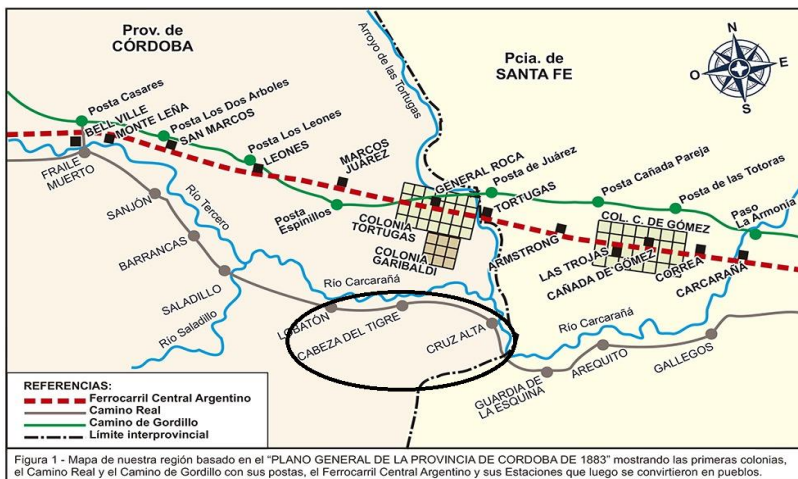 Prov. de
CÓRDOBA
Pcia. de
SANTA FE
N
E
S
O
Arroyo de las Tortugas
Posta Casares
BELL VILLE
MONTE LEÑA
Posta Los Dos Arboles
SAN MARCOS
Posta Los Leones
LEONES
MARCOS
JUÁREZ
GENERAL ROCA
Posta de Juárez
TORTUGAS
Posta Cañada Pareja
Posta de las Totoras
Paso
La Armonía
FRAILE
MUERTO
SANJÓN
Río Tercero
Posta
Espinillos
COLONIA
TORTUGAS
COLONIA
GARIBALDI
ARMSTRONG
COL. C. DE GÓMEZ
LAS TROJAS
CAÑADA DE GÓMEZ
CORREA
CARCARAÑA
BARRANCAS
SALADILLO
Río Saladillo
Río Carcarañá
LOBATÓN
CABEZA DEL TIGRE
CRUZ ALTA
Río Carcarañá
GUARDIA DE
LA ESQUINA
AREQUITO
GALLEGOS
REFERENCIAS:
Ferrocarril Central Argentino
Camino Real
Camino de Gordillo
Límite interprovincial
Figura 1 - Mapa de nuestra región basado en el "PLANO GENERAL DE LA PROVINCIA DE CORDOBA DE 1883" mostrando las primeras colonias,
el Camino Real y el Camino de Gordillo con sus postas, el Ferrocarril Central Argentino y sus Estaciones que luego se convirtieron en pueblos.